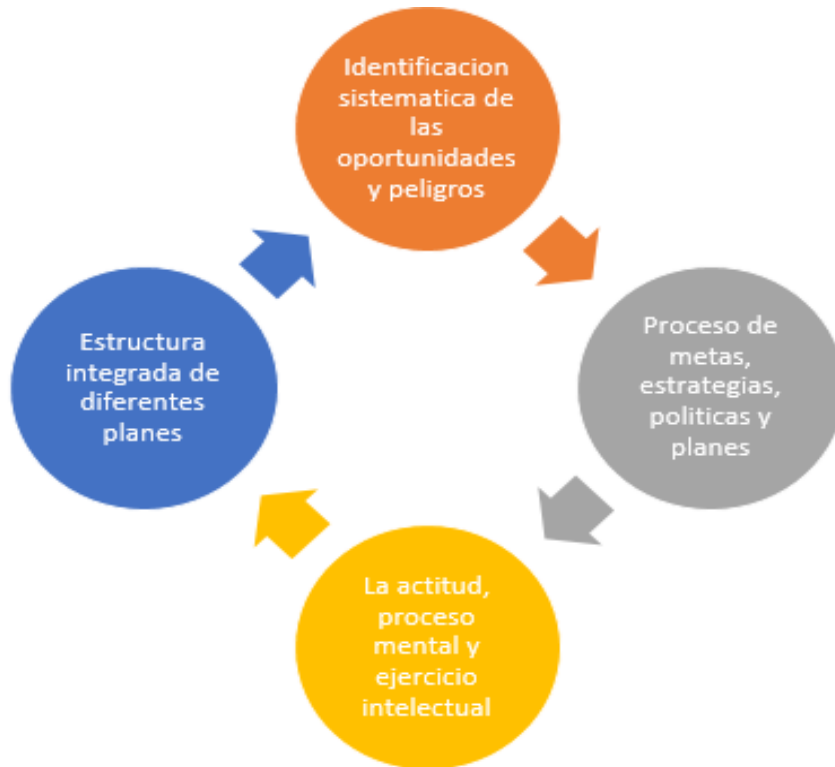 Identificacion
sistematica de
las
oportunidades
y peligros
Proceso de
metas,
estrategias,
politicas y
planes
La actitud,
proceso
mental y
ejercicio
intelectual
Estructura
integrada de
diferentes
planes